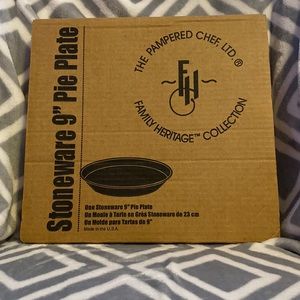 Stoneware 9" Pie Plate
THE PAMPERED CHEF, LTD.®
FH
FAMILY HERITAGE™ COLLECTION
One Stoneware 9" Pie Plate
Un Moule à Tarte en Grès Stoneware de 23 cm
Un Molde para Tartas de 9"
Made in the U.S.A.